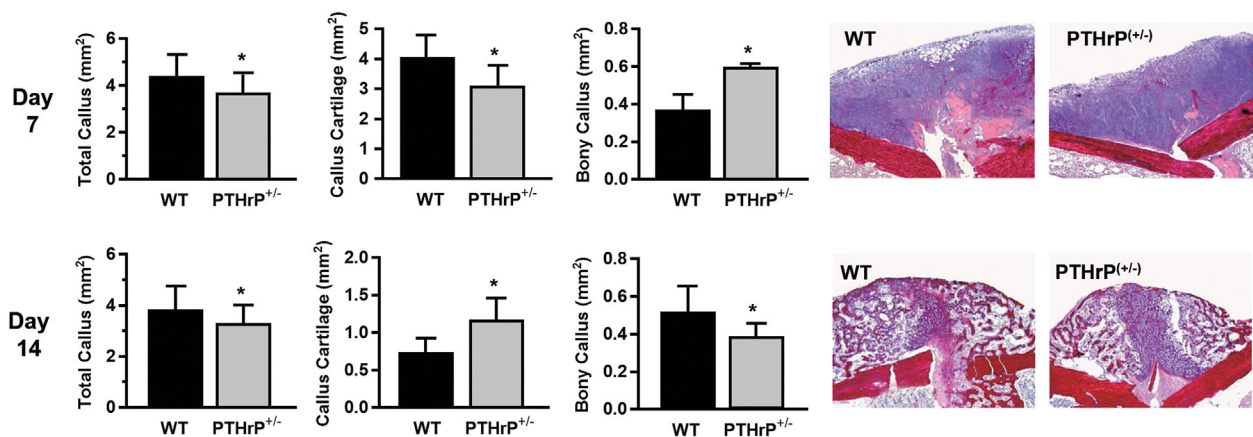 Day
7
Total Callus (mm²)
6
4
2
0
*
WT PTHrP+/-
Callus Cartilage (mm²)
5
4
3
2
1
0
*
WT PTHrP+/-
Bony Callus (mm²)
0.8
0.6
0.4
0.2
0.0
*
WT PTHrP+/-
WT
PTHrP(+/-)
Day
14
Total Callus (mm²)
6
4
2
0
*
WT PTHrP+/-
Callus Cartilage (mm²)
2.0
1.5
1.0
0.5
0.0
*
WT PTHrP+/-
Bony Callus (mm²)
0.8
0.6
0.4
0.2
0.0
*
WT PTHrP+/-
WT
PTHrP(+/-)